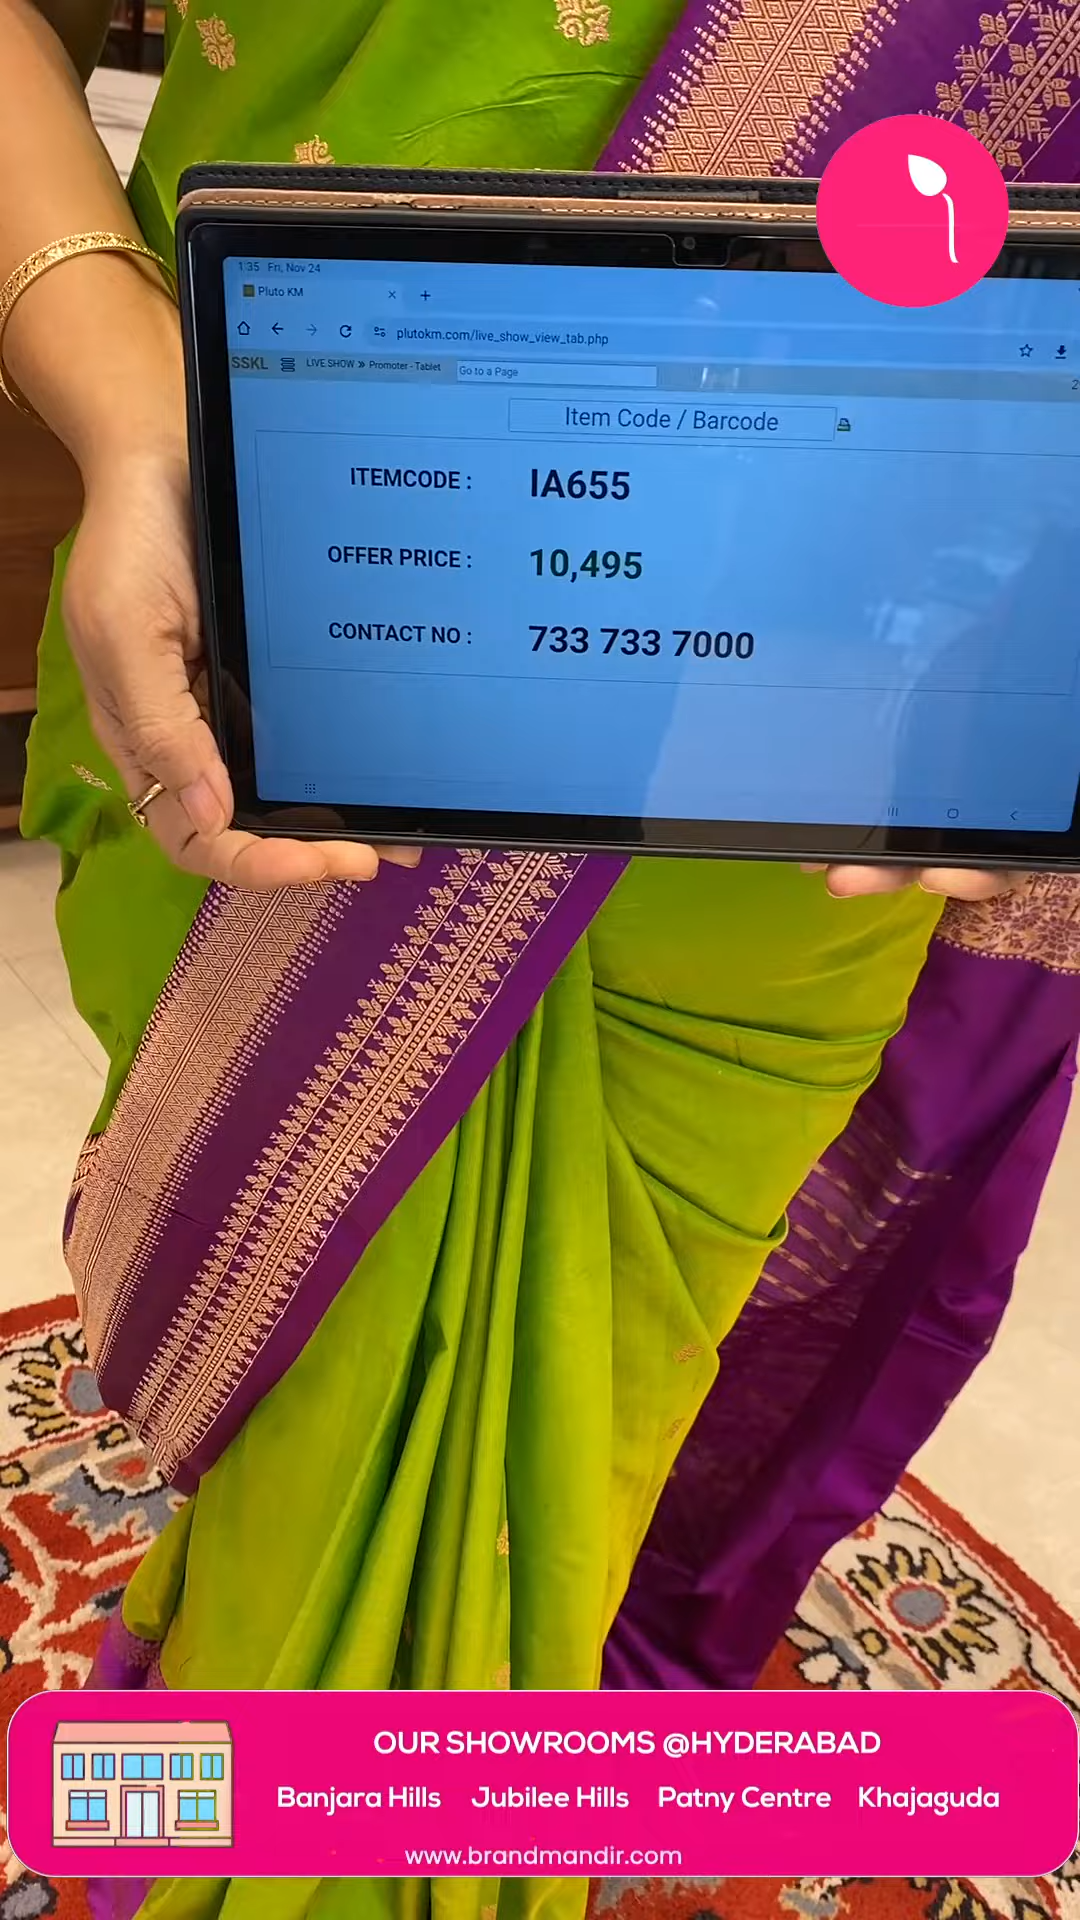 1:35 Fri, Nov 24
Pluto KM
plutokm.com/live_show_view_tab.php
SSKL LIVE SHOW » Promoter - Tablet Go to a Page
Item Code / Barcode
ITEMCODE : IA655
OFFER PRICE : 10,495
CONTACT NO : 733 733 7000
OUR SHOWROOMS @HYDERABAD
Banjara Hills Jubilee Hills Patny Centre Khajaguda
www.brandmandir.com